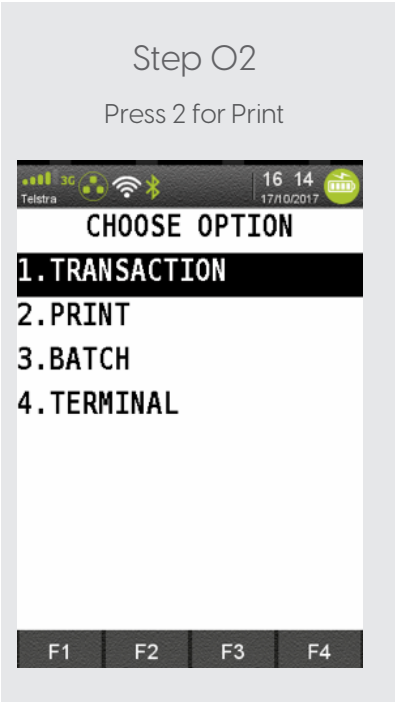 Step 02
Press 2 for Print
3G 16 14
Telstra 17/10/2017
CHOOSE OPTION
1.TRANSACTION
2.PRINT
3.BATCH
4.TERMINAL
F1 F2 F3 F4